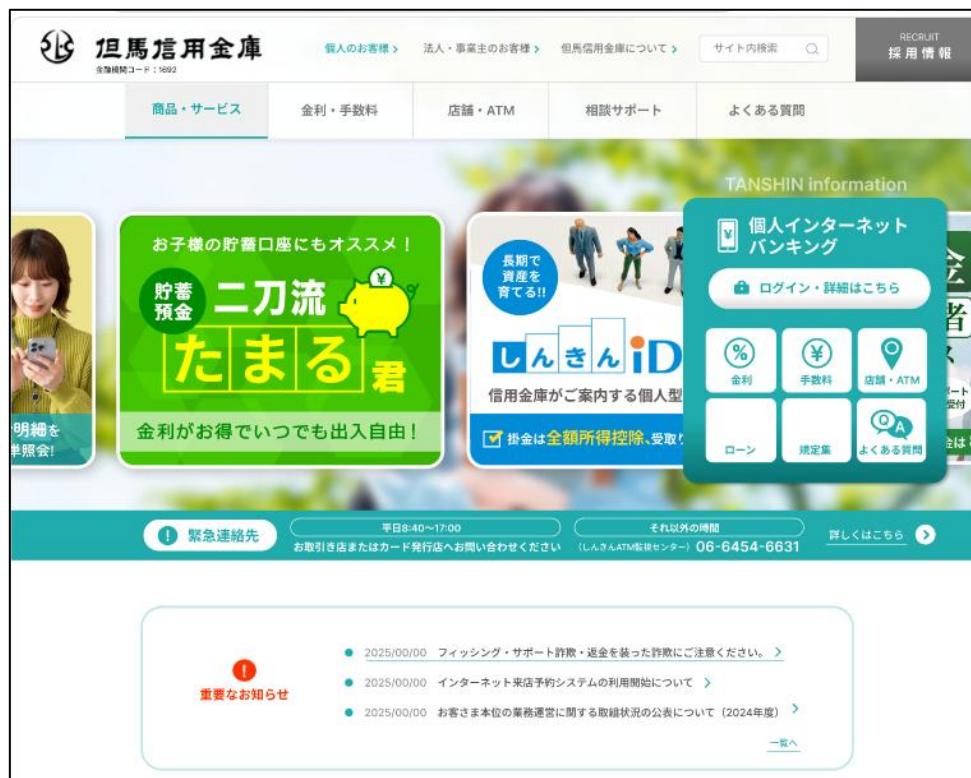 但馬信用金庫
金融機関コード：1692
個人のお客様
法人・事業主のお客様
但馬信用金庫について
サイト内検索
RECRUIT
採用情報
商品・サービス
金利・手数料
店舗・ATM
相談サポート
よくある質問
TANSHIN information
明細を
照会!
お子様の貯蓄口座にもオススメ！
貯蓄
預金
二刀流
たまる君
金利がお得でいつでも出入自由！
長期で
資産を
育てる!!
しんきんiD
信用金庫がご案内する個人型
掛金は全額所得控除、受取り
個人インターネット
バンキング
ログイン・詳細はこちら
金利
手数料
店舗・ATM
ローン
規定集
よくある質問
緊急連絡先
平日8:40～17:00
お取引き店またはカード発行店へお問い合わせください
それ以外の時間
（しんきんATM監視センター）06-6454-6631
詳しくはこちら
重要なお知らせ
2025/00/00 フィッシング・サポート詐欺・返金を装った詐欺にご注意ください。
2025/00/00 インターネット来店予約システムの利用開始について
2025/00/00 お客さま本位の業務運営に関する取組状況の公表について（2024年度）
一覧へ